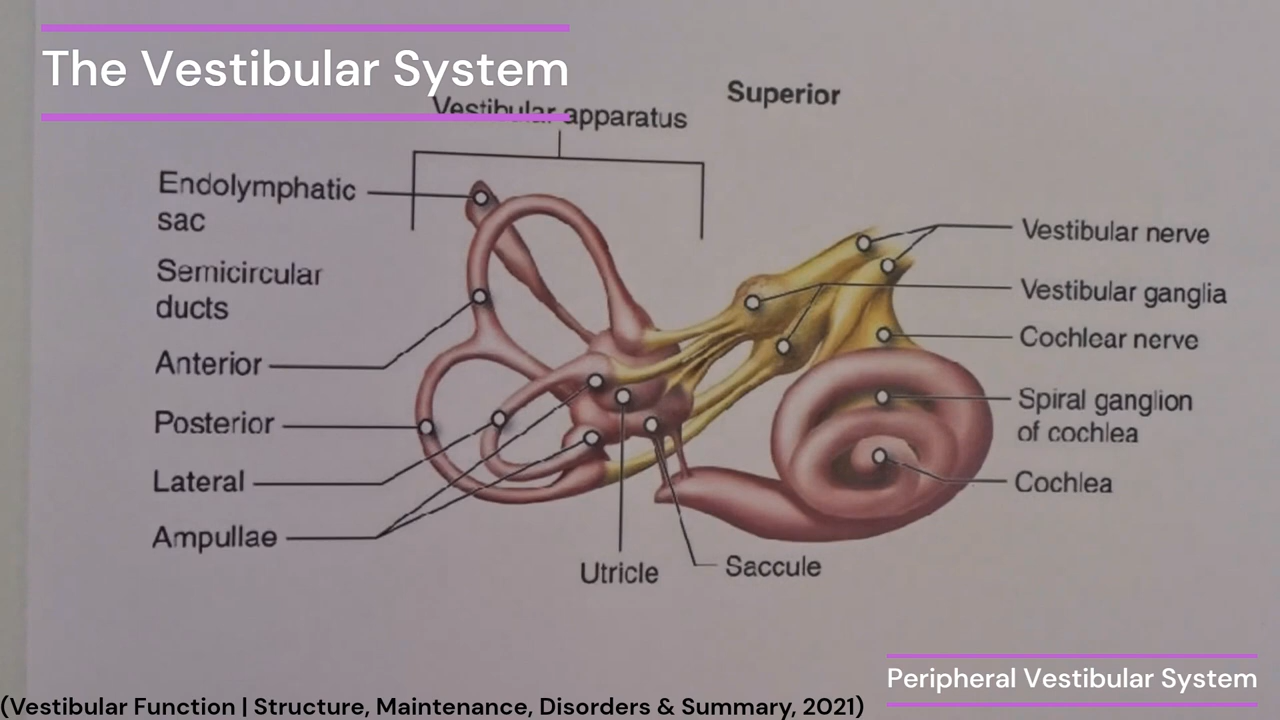 The Vestibular System
Vestibular apparatus
Superior
Endolymphatic
sac
Semicircular
ducts
Anterior
Posterior
Lateral
Ampullae
Utricle
Saccule
Vestibular nerve
Vestibular ganglia
Cochlear nerve
Spiral ganglion
of cochlea
Cochlea
Peripheral Vestibular System
(Vestibular Function | Structure, Maintenance, Disorders & Summary, 2021)